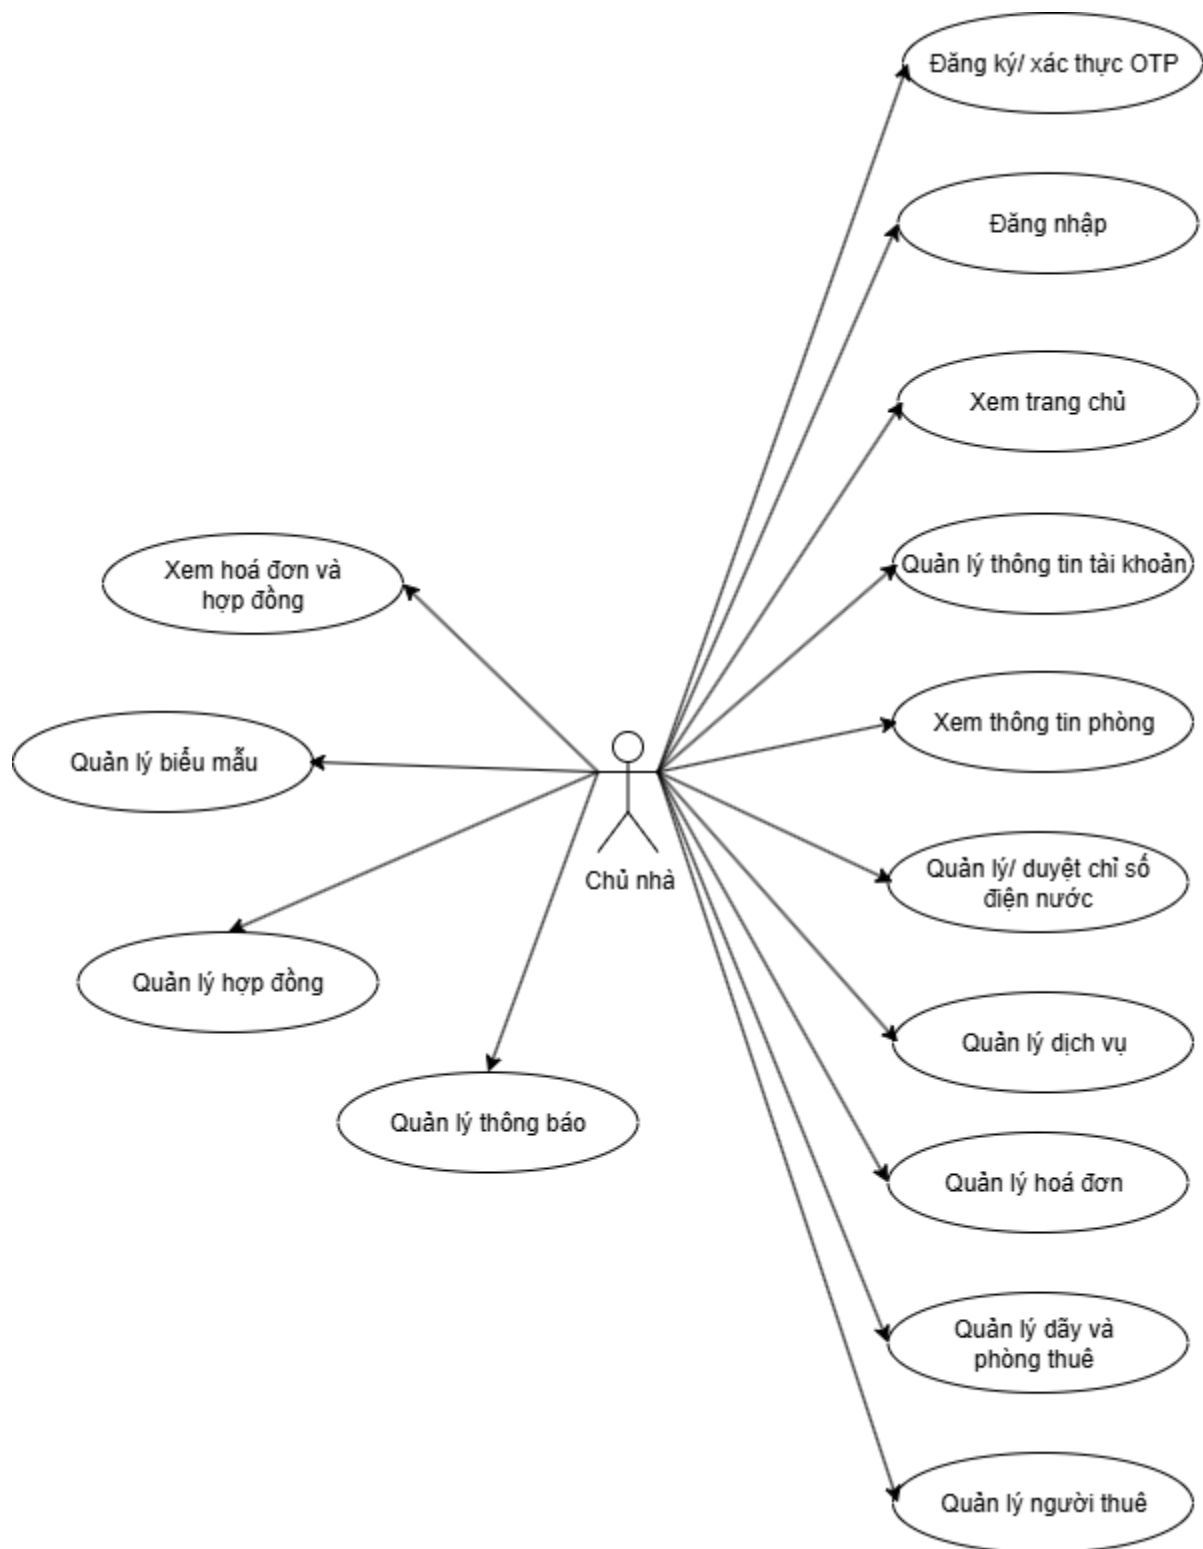 Đăng ký/ xác thực OTP
Đăng nhập
Xem trang chủ
Quản lý thông tin tài khoản
Xem hoá đơn và
hợp đồng
Xem thông tin phòng
Quản lý biểu mẫu
Chủ nhà
Quản lý/ duyệt chỉ số
điện nước
Quản lý hợp đồng
Quản lý dịch vụ
Quản lý thông báo
Quản lý hoá đơn
Quản lý dãy và
phòng thuê
Quản lý người thuê